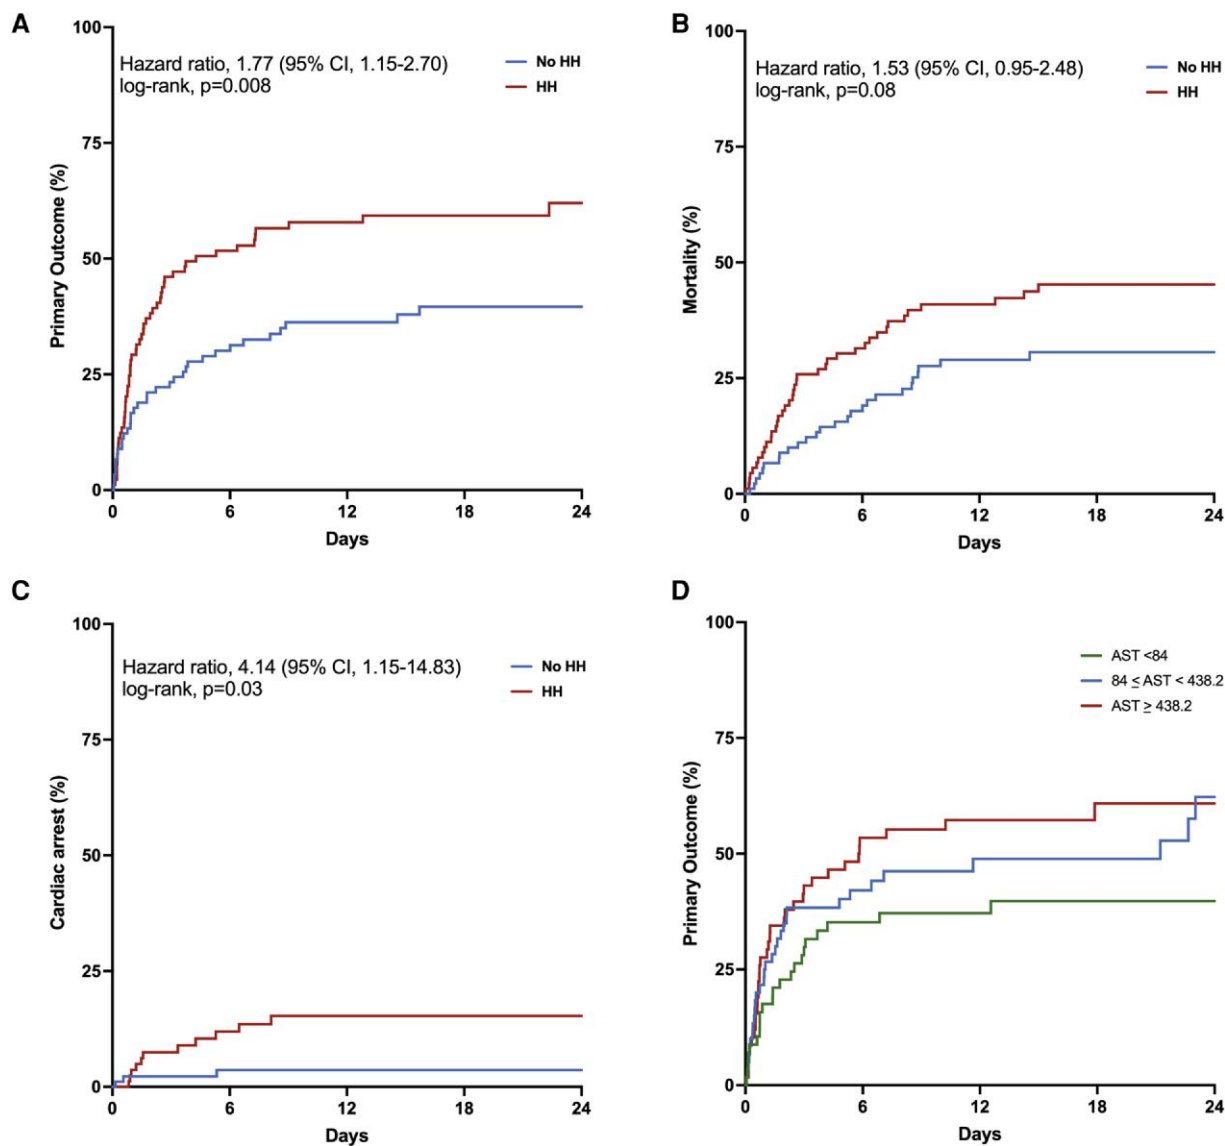 A
100
75
50
25
0
Primary Outcome (%)
Hazard ratio, 1.77 (95% CI, 1.15-2.70)
log-rank, p=0.008
No HH
HH
0 6 12 18 24
Days
B
100
75
50
25
0
Mortality (%)
Hazard ratio, 1.53 (95% CI, 0.95-2.48)
log-rank, p=0.08
No HH
HH
0 6 12 18 24
Days
C
100
75
50
25
0
Cardiac arrest (%)
Hazard ratio, 4.14 (95% CI, 1.15-14.83)
log-rank, p=0.03
No HH
HH
0 6 12 18 24
Days
D
100
75
50
25
0
Primary Outcome (%)
AST <84
84 ≤ AST < 438.2
AST ≥ 438.2
0 6 12 18 24
Days